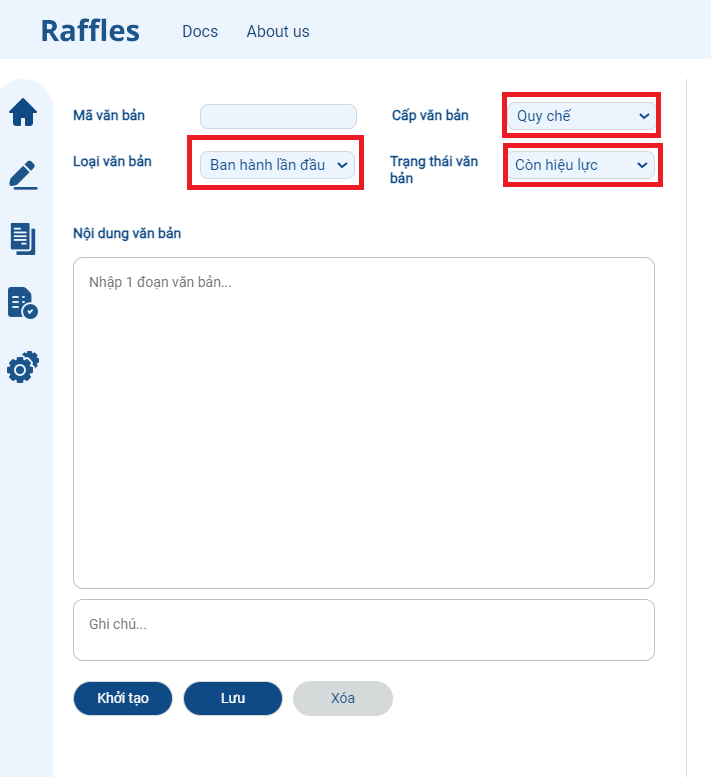 Raffles Docs About us
Mã văn bản Cấp văn bản Quy chế
Loại văn bản Ban hành lần đầu Trạng thái văn bản Còn hiệu lực
Nội dung văn bản
Nhập 1 đoạn văn bản...
Ghi chú...
Khởi tạo Lưu Xóa